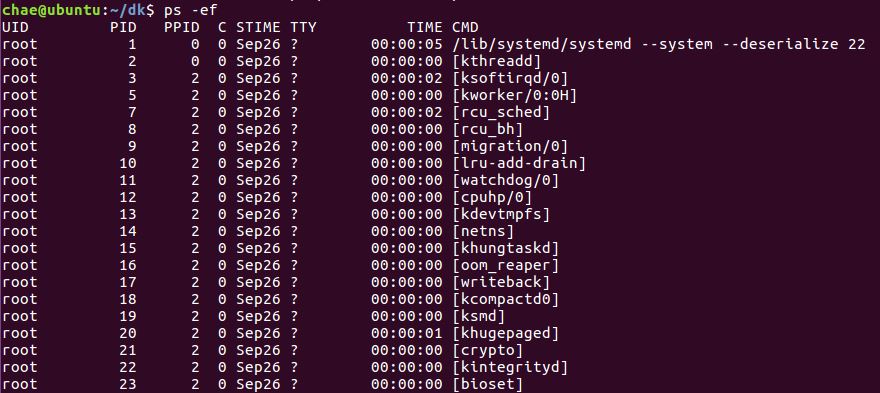 chae@ubuntu:~/dk$ ps -ef
UID        PID  PPID  C STIME TTY          TIME CMD
root         1     0  0 Sep26 ?        00:00:05 /lib/systemd/systemd --system --deserialize 22
root         2     0  0 Sep26 ?        00:00:00 [kthreadd]
root         3     2  0 Sep26 ?        00:00:02 [ksoftirqd/0]
root         5     2  0 Sep26 ?        00:00:00 [kworker/0:0H]
root         7     2  0 Sep26 ?        00:00:02 [rcu_sched]
root         8     2  0 Sep26 ?        00:00:00 [rcu_bh]
root         9     2  0 Sep26 ?        00:00:00 [migration/0]
root        10     2  0 Sep26 ?        00:00:00 [lru-add-drain]
root        11     2  0 Sep26 ?        00:00:00 [watchdog/0]
root        12     2  0 Sep26 ?        00:00:00 [cpuhp/0]
root        13     2  0 Sep26 ?        00:00:00 [kdevtmpfs]
root        14     2  0 Sep26 ?        00:00:00 [netns]
root        15     2  0 Sep26 ?        00:00:00 [khungtaskd]
root        16     2  0 Sep26 ?        00:00:00 [oom_reaper]
root        17     2  0 Sep26 ?        00:00:00 [writeback]
root        18     2  0 Sep26 ?        00:00:00 [kcompactd0]
root        19     2  0 Sep26 ?        00:00:00 [ksmd]
root        20     2  0 Sep26 ?        00:00:01 [khugepaged]
root        21     2  0 Sep26 ?        00:00:00 [crypto]
root        22     2  0 Sep26 ?        00:00:00 [kintegrityd]
root        23     2  0 Sep26 ?        00:00:00 [bioset]